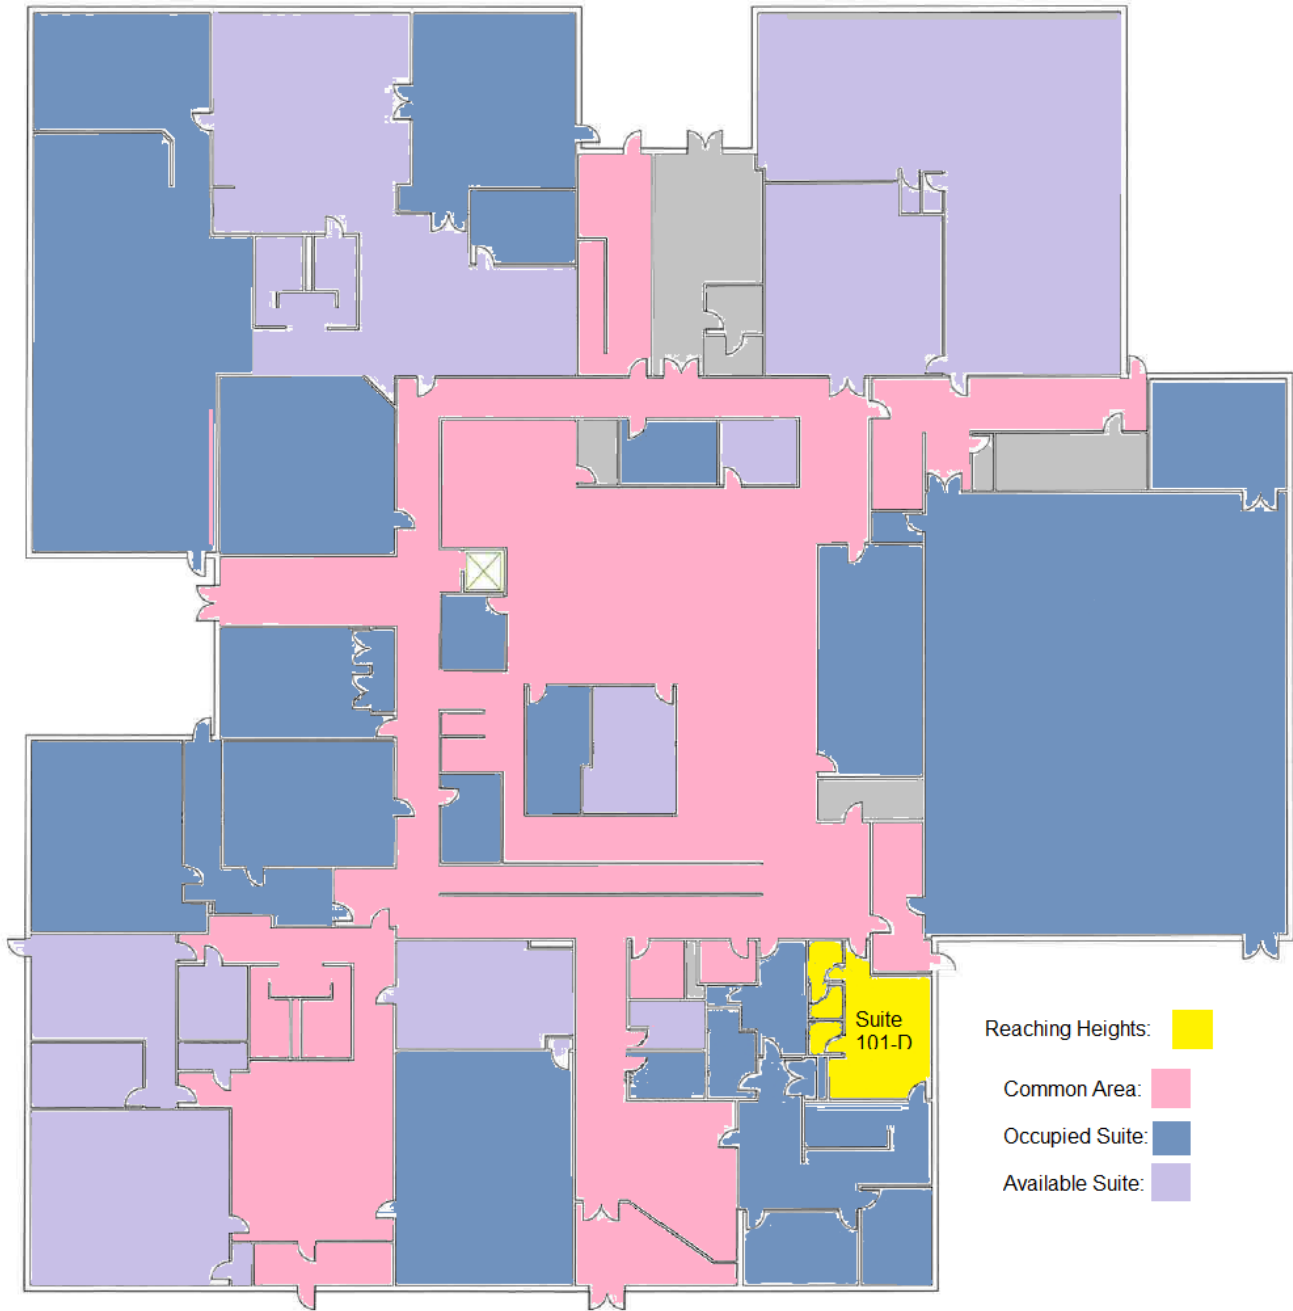 Suite
101-D
Reaching Heights:
Common Area:
Occupied Suite:
Available Suite: